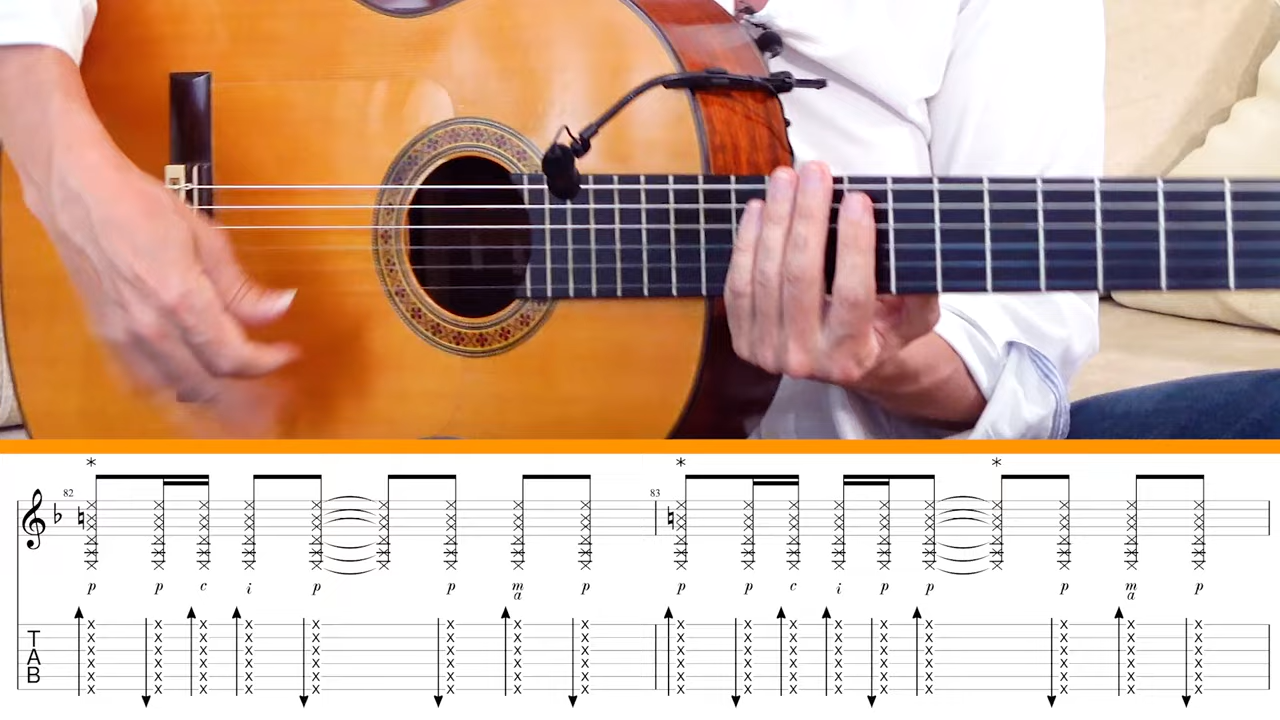 * * *
82 83
p p c i p p m p p p c i p p p m p
a a
x x x x x x x x x x x x x x x x x
T x x x x x x x x x x x x x x x x x
x x x x x x x x x x x x x x x x x
A x x x x x x x x x x x x x x x x x
B x x x x x x x x x x x x x x x x x
x x x x x x x x x x x x x x x x x